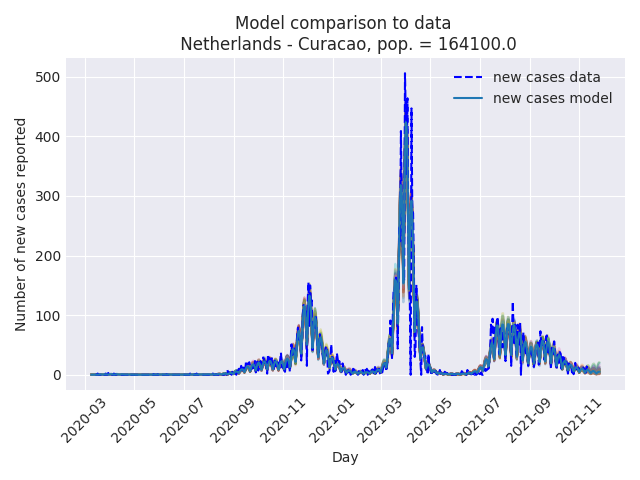 Model comparison to data
Netherlands - Curacao, pop. = 164100.0
500
400
300
200
100
0
Number of new cases reported
new cases data
new cases model
2020-03
2020-05
2020-07
2020-09
2020-11
2021-01
2021-03
2021-05
2021-07
2021-09
2021-11
Day